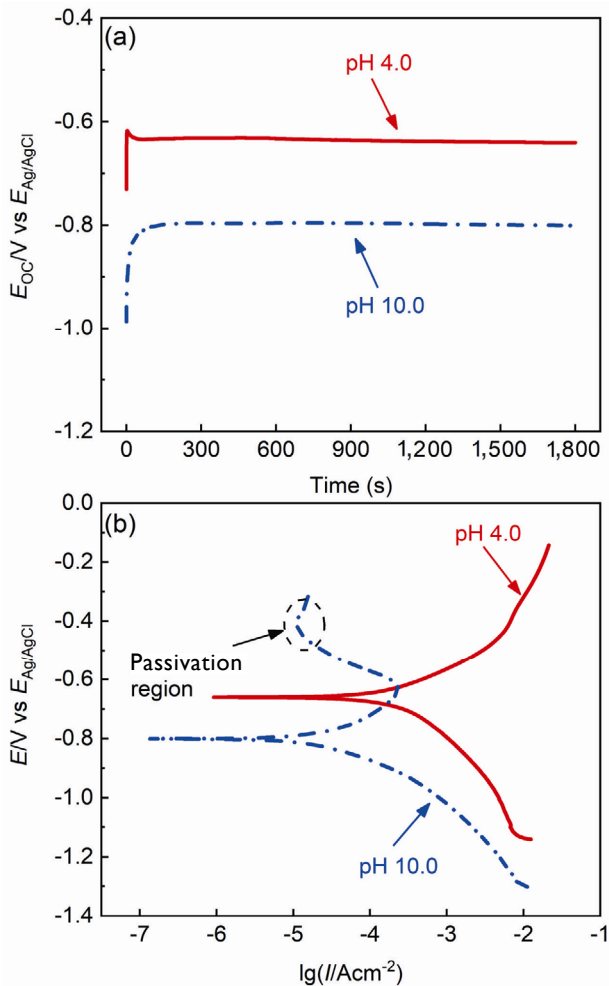 (a)
-0.4
-0.6
-0.8
-1.0
-1.2
E_OC/V vs E_Ag/AgCl
pH 4.0
pH 10.0
0 300 600 900 1,200 1,500 1,800
Time (s)
(b)
0.0
-0.2
-0.4
-0.6
-0.8
-1.0
-1.2
-1.4
E/V vs E_Ag/AgCl
pH 4.0
Passivation
region
pH 10.0
-7 -6 -5 -4 -3 -2 -1
lg(I/Acm⁻²)